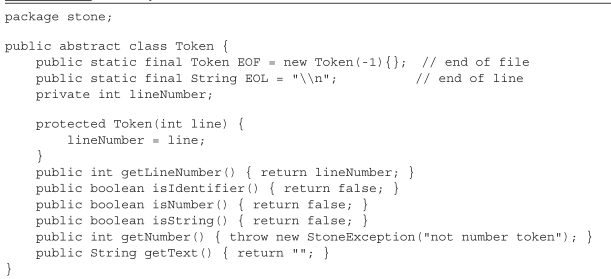 package stone;
public abstract class Token {
    public static final Token EOF = new Token(-1){};  // end of file
    public static final String EOL = "\\n";           // end of line
    private int lineNumber;
    protected Token(int line) {
        lineNumber = line;
    }
    public int getLineNumber() { return lineNumber; }
    public boolean isIdentifier() { return false; }
    public boolean isNumber() { return false; }
    public boolean isString() { return false; }
    public int getNumber() { throw new StoneException("not number token"); }
    public String getText() { return ""; }
}